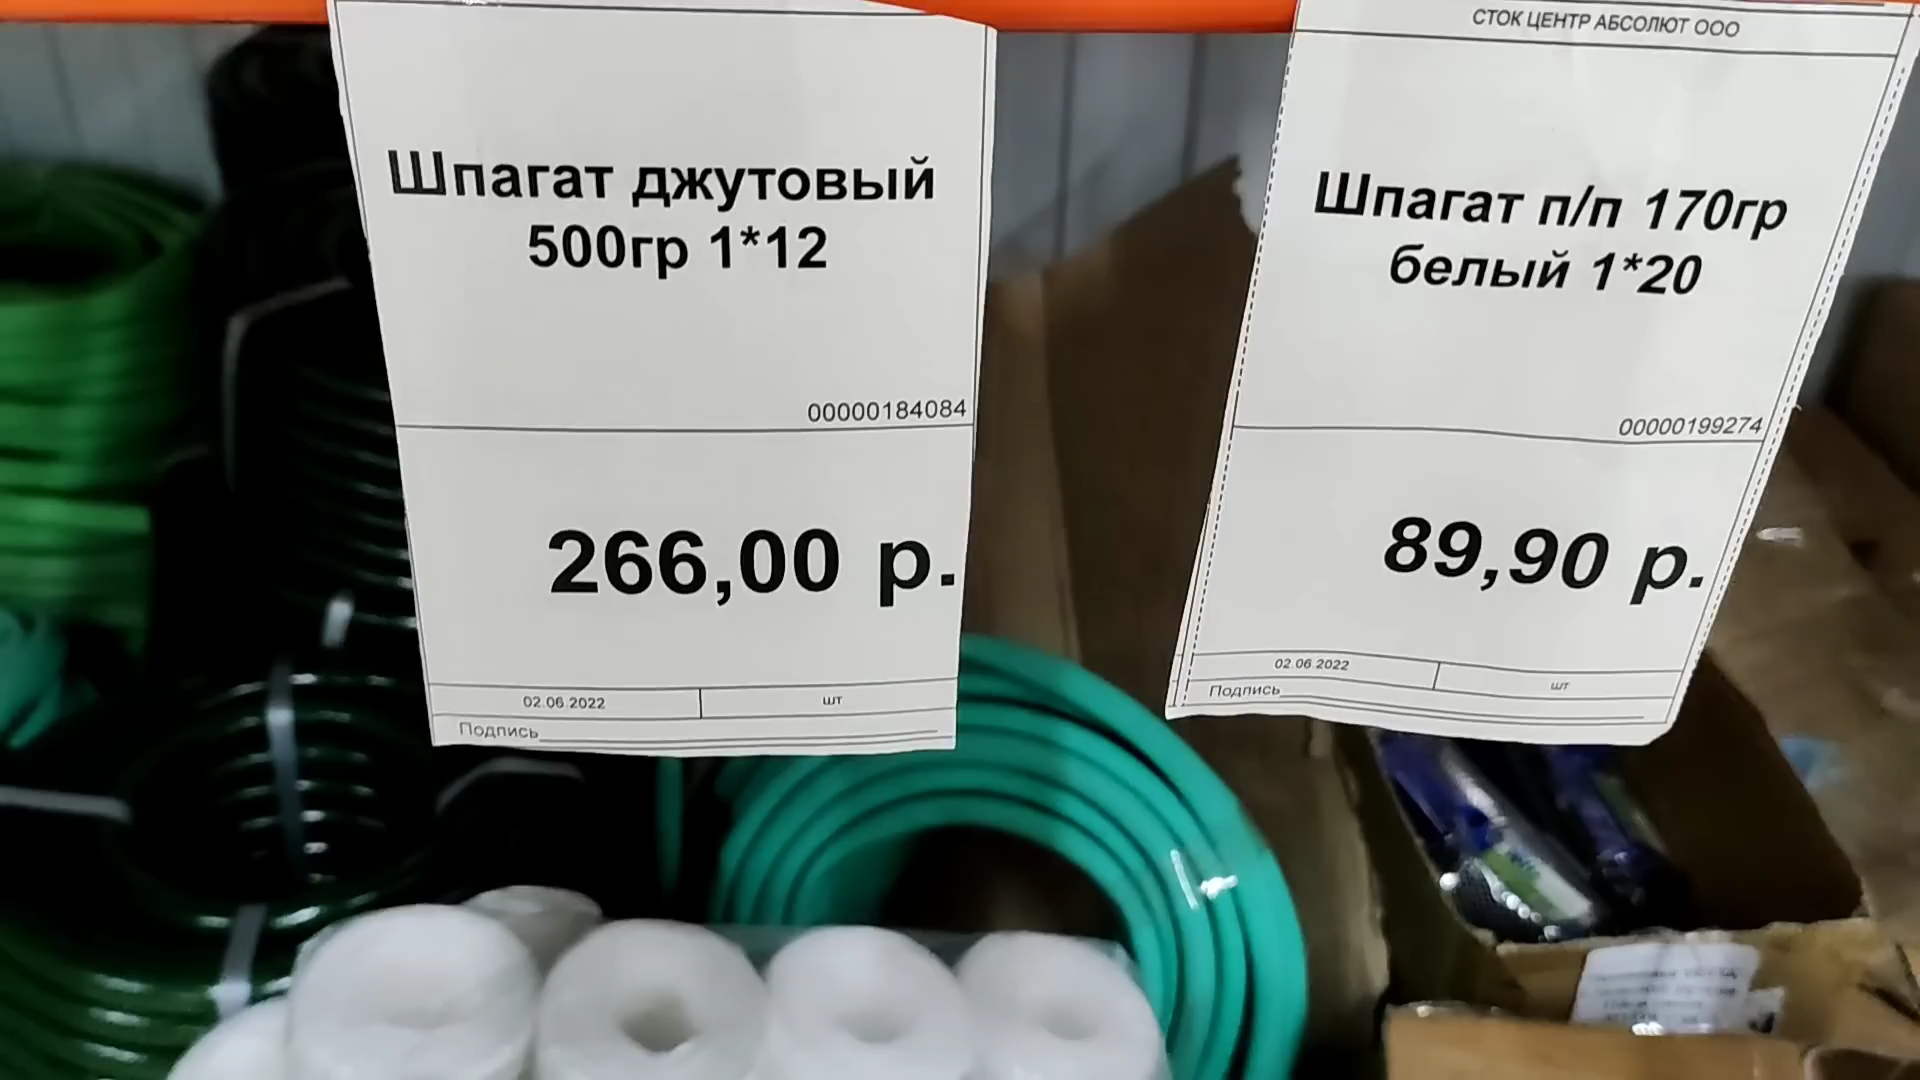 Шпагат джутовый
500гр 1*12
00000184084
266,00 р.
02.06.2022
шт
Подпись
СТОК ЦЕНТР АБСОЛЮТ ООО
Шпагат п/п 170гр
белый 1*20
00000199274
89,90 р.
02.06.2022
шт
Подпись